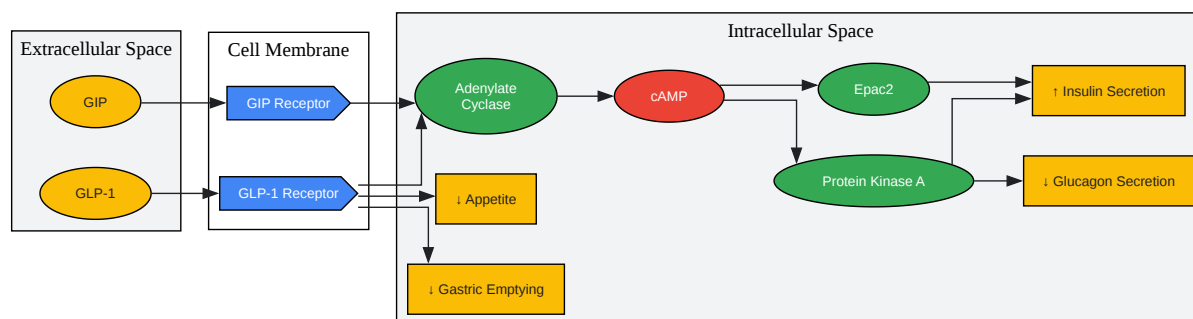 Extracellular Space
GIP
GLP-1
Cell Membrane
GIP Receptor
GLP-1 Receptor
Intracellular Space
Adenylate
Cyclase
cAMP
Epac2
↑ Insulin Secretion
Protein Kinase A
↓ Glucagon Secretion
↓ Appetite
↓ Gastric Emptying